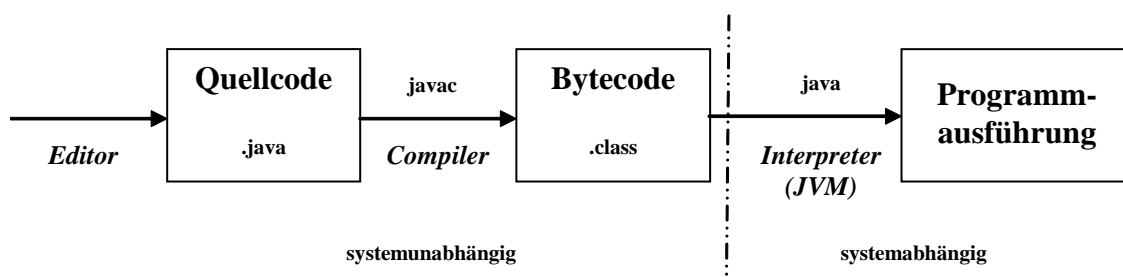 Editor
Quellcode
.java
javac
Compiler
Bytecode
.class
java
Interpreter
(JVM)
Programm-
ausführung
systemunabhängig
systemabhängig